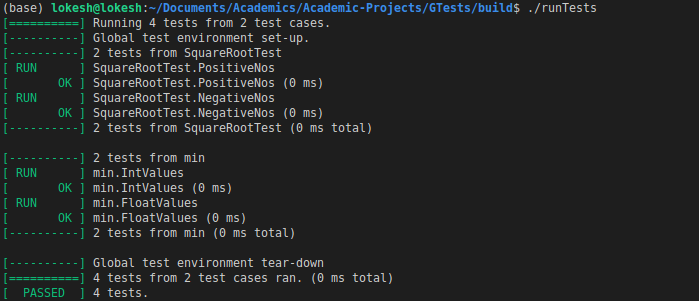 (base) lokesh@lokesh:~/Documents/Academics/Academic-Projects/GTests/build$ ./runTests
[==========] Running 4 tests from 2 test cases.
[----------] Global test environment set-up.
[----------] 2 tests from SquareRootTest
[ RUN      ] SquareRootTest.PositiveNos
[       OK ] SquareRootTest.PositiveNos (0 ms)
[ RUN      ] SquareRootTest.NegativeNos
[       OK ] SquareRootTest.NegativeNos (0 ms)
[----------] 2 tests from SquareRootTest (0 ms total)

[----------] 2 tests from min
[ RUN      ] min.IntValues
[       OK ] min.IntValues (0 ms)
[ RUN      ] min.FloatValues
[       OK ] min.FloatValues (0 ms)
[----------] 2 tests from min (0 ms total)

[----------] Global test environment tear-down
[==========] 4 tests from 2 test cases ran. (0 ms total)
[  PASSED  ] 4 tests.